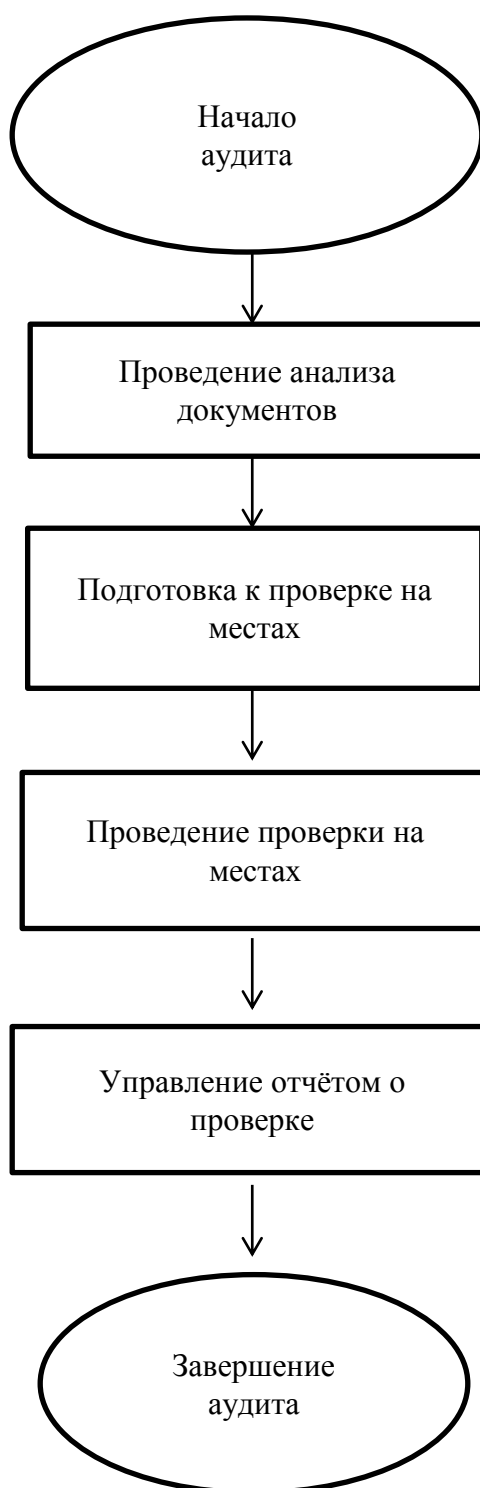 Начало
аудита
Проведение анализа
документов
Подготовка к проверке на
местах
Проведение проверки на
местах
Управление отчётом о
проверке
Завершение
аудита